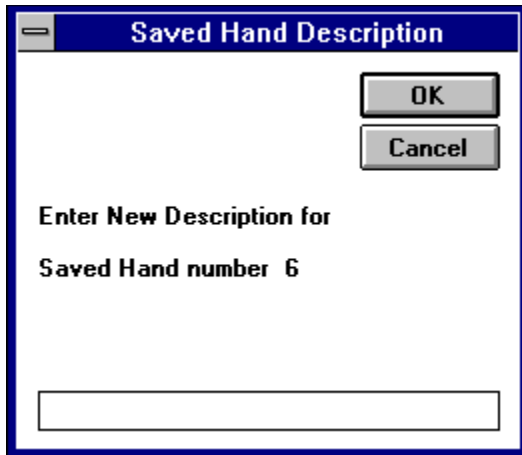 Saved Hand Description
OK
Cancel
Enter New Description for
Saved Hand number 6